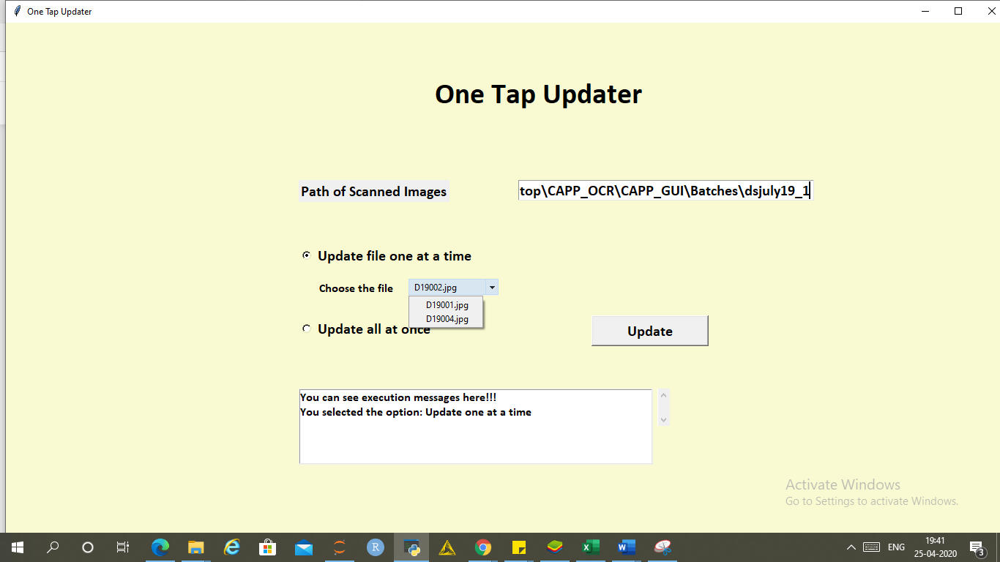 One Tap Updater
One Tap Updater
Path of Scanned Images
top\CAPP_OCR\CAPP_GUI\Batches\dsjuly19_1
Update file one at a time
Choose the file
D19002.jpg
D19001.jpg
D19004.jpg
Update all at once
Update
You can see execution messages here!!!
You selected the option: Update one at a time
Activate Windows
Go to Settings to activate Windows.
ENG
19:41
25-04-2020
3